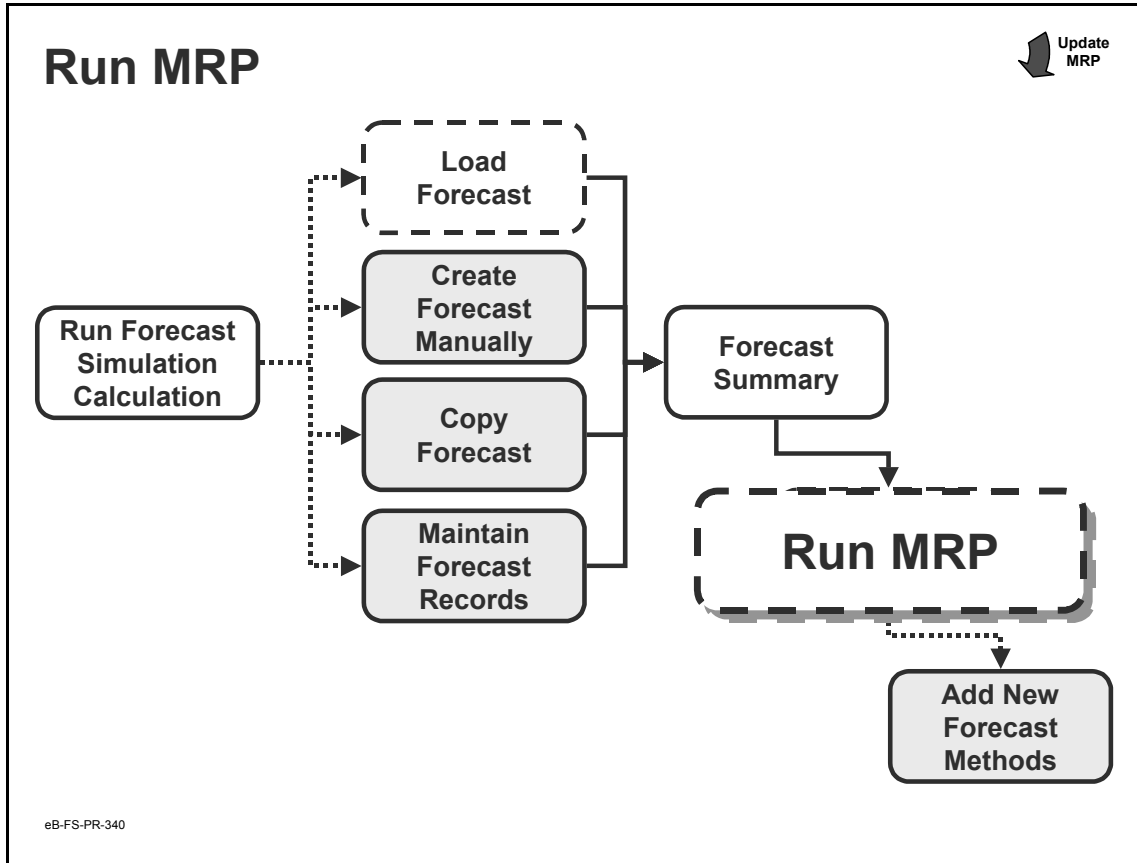 Run MRP
Update
MRP
Load
Forecast
Create
Forecast
Manually
Run Forecast
Simulation
Calculation
Forecast
Summary
Copy
Forecast
Maintain
Forecast
Records
Run MRP
Add New
Forecast
Methods
eB-FS-PR-340